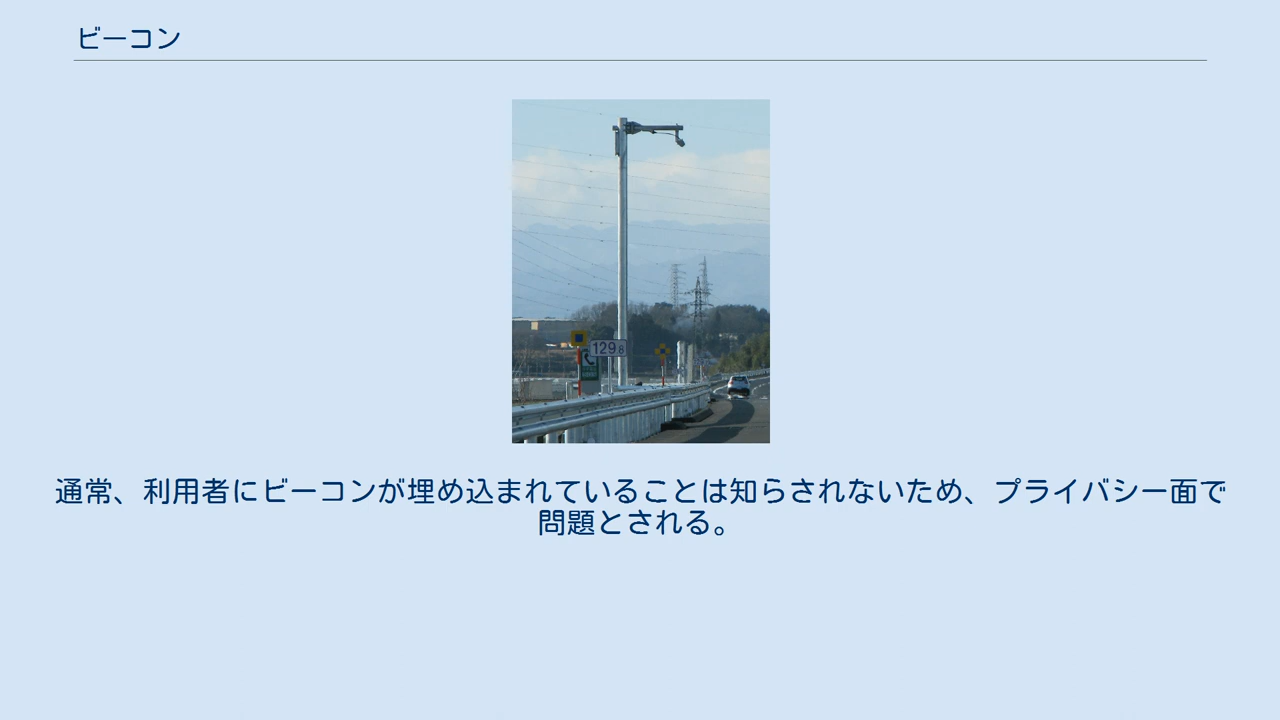 ビーコン
129.8
通常、利用者にビーコンが埋め込まれていることは知らされないため、プライバシー面で
問題とされる。